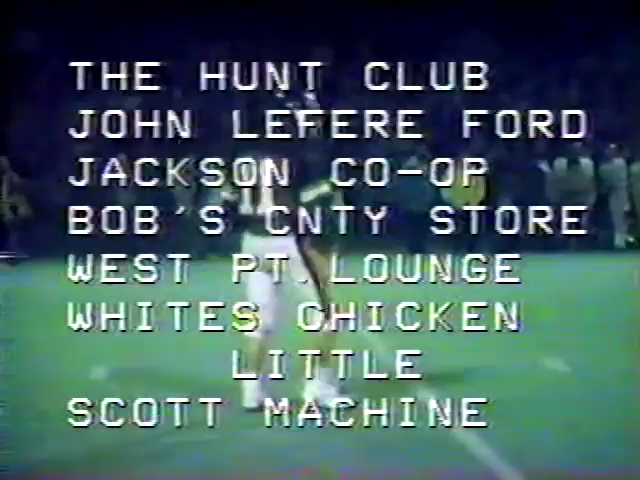 THE HUNT CLUB
JOHN LEFERE FORD
JACKSON CO-OP
BOB'S CNTY STORE
WEST PT. LOUNGE
WHITES CHICKEN
LITTLE
SCOTT MACHINE